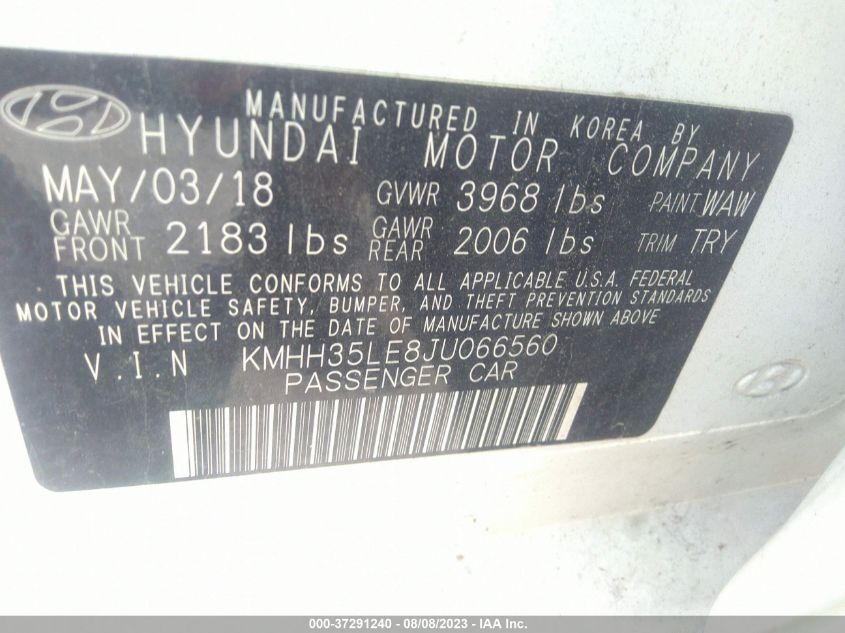 MANUFACTURED IN KOREA BY
HYUNDAI MOTOR COMPANY
MAY/03/18 GVWR 3968 lbs PAINT WAW
GAWR FRONT 2183 lbs GAWR REAR 2006 lbs TRIM TRY
THIS VEHICLE CONFORMS TO ALL APPLICABLE U.S.A. FEDERAL
MOTOR VEHICLE SAFETY, BUMPER, AND THEFT PREVENTION STANDARDS
IN EFFECT ON THE DATE OF MANUFACTURE SHOWN ABOVE
V.I.N KMHH35LE8JU066560
PASSENGER CAR
000-37291240 - 08/08/2023 - IAA Inc.